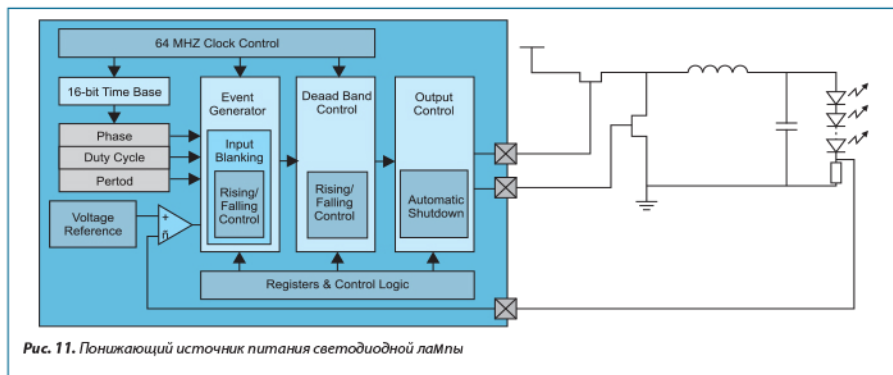 64 MHZ Clock Control
16-bit Time Base
Phase
Duty Cycle
Pertod
Voltage
Reference
+
ñ
Event
Generator
Input
Blanking
Rising/
Falling
Control
Deaad Band
Control
Rising/
Falling
Control
Output
Control
Automatic
Shutdown
Registers & Control Logic
Рис. 11. Понижающий источник питания светодиодной лампы